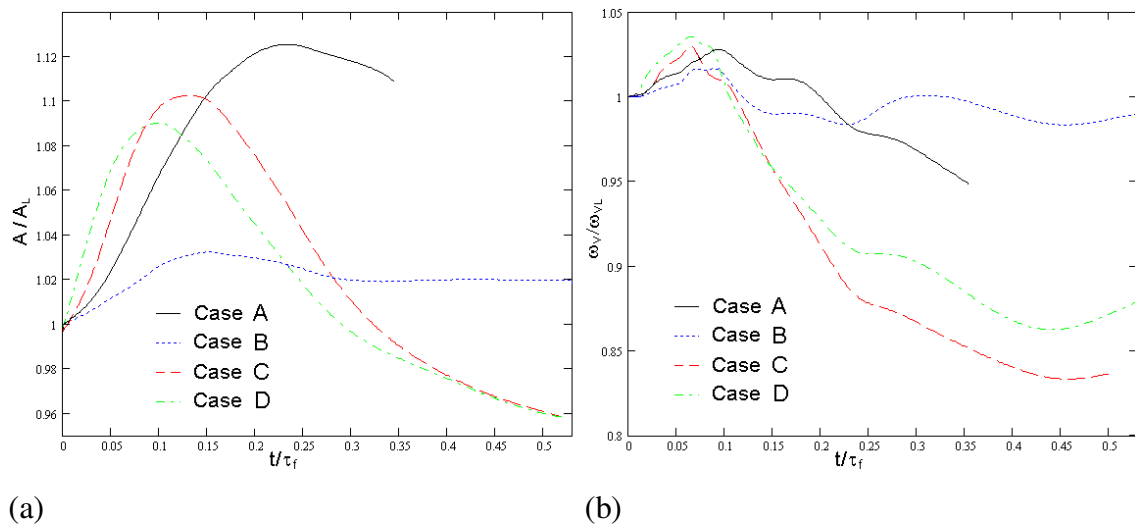 1.12
1.1
1.08
1.06
1.04
1.02
1
0.98
0.96
A / A_L
Case A
Case B
Case C
Case D
0 0.05 0.1 0.15 0.2 0.25 0.3 0.35 0.4 0.45 0.5
t/τ_f
(a)
1.05
1
0.95
0.9
0.85
0.8
ω_V/ω_VL
Case A
Case B
Case C
Case D
0 0.05 0.1 0.15 0.2 0.25 0.3 0.35 0.4 0.45 0.5
t/τ_f
(b)